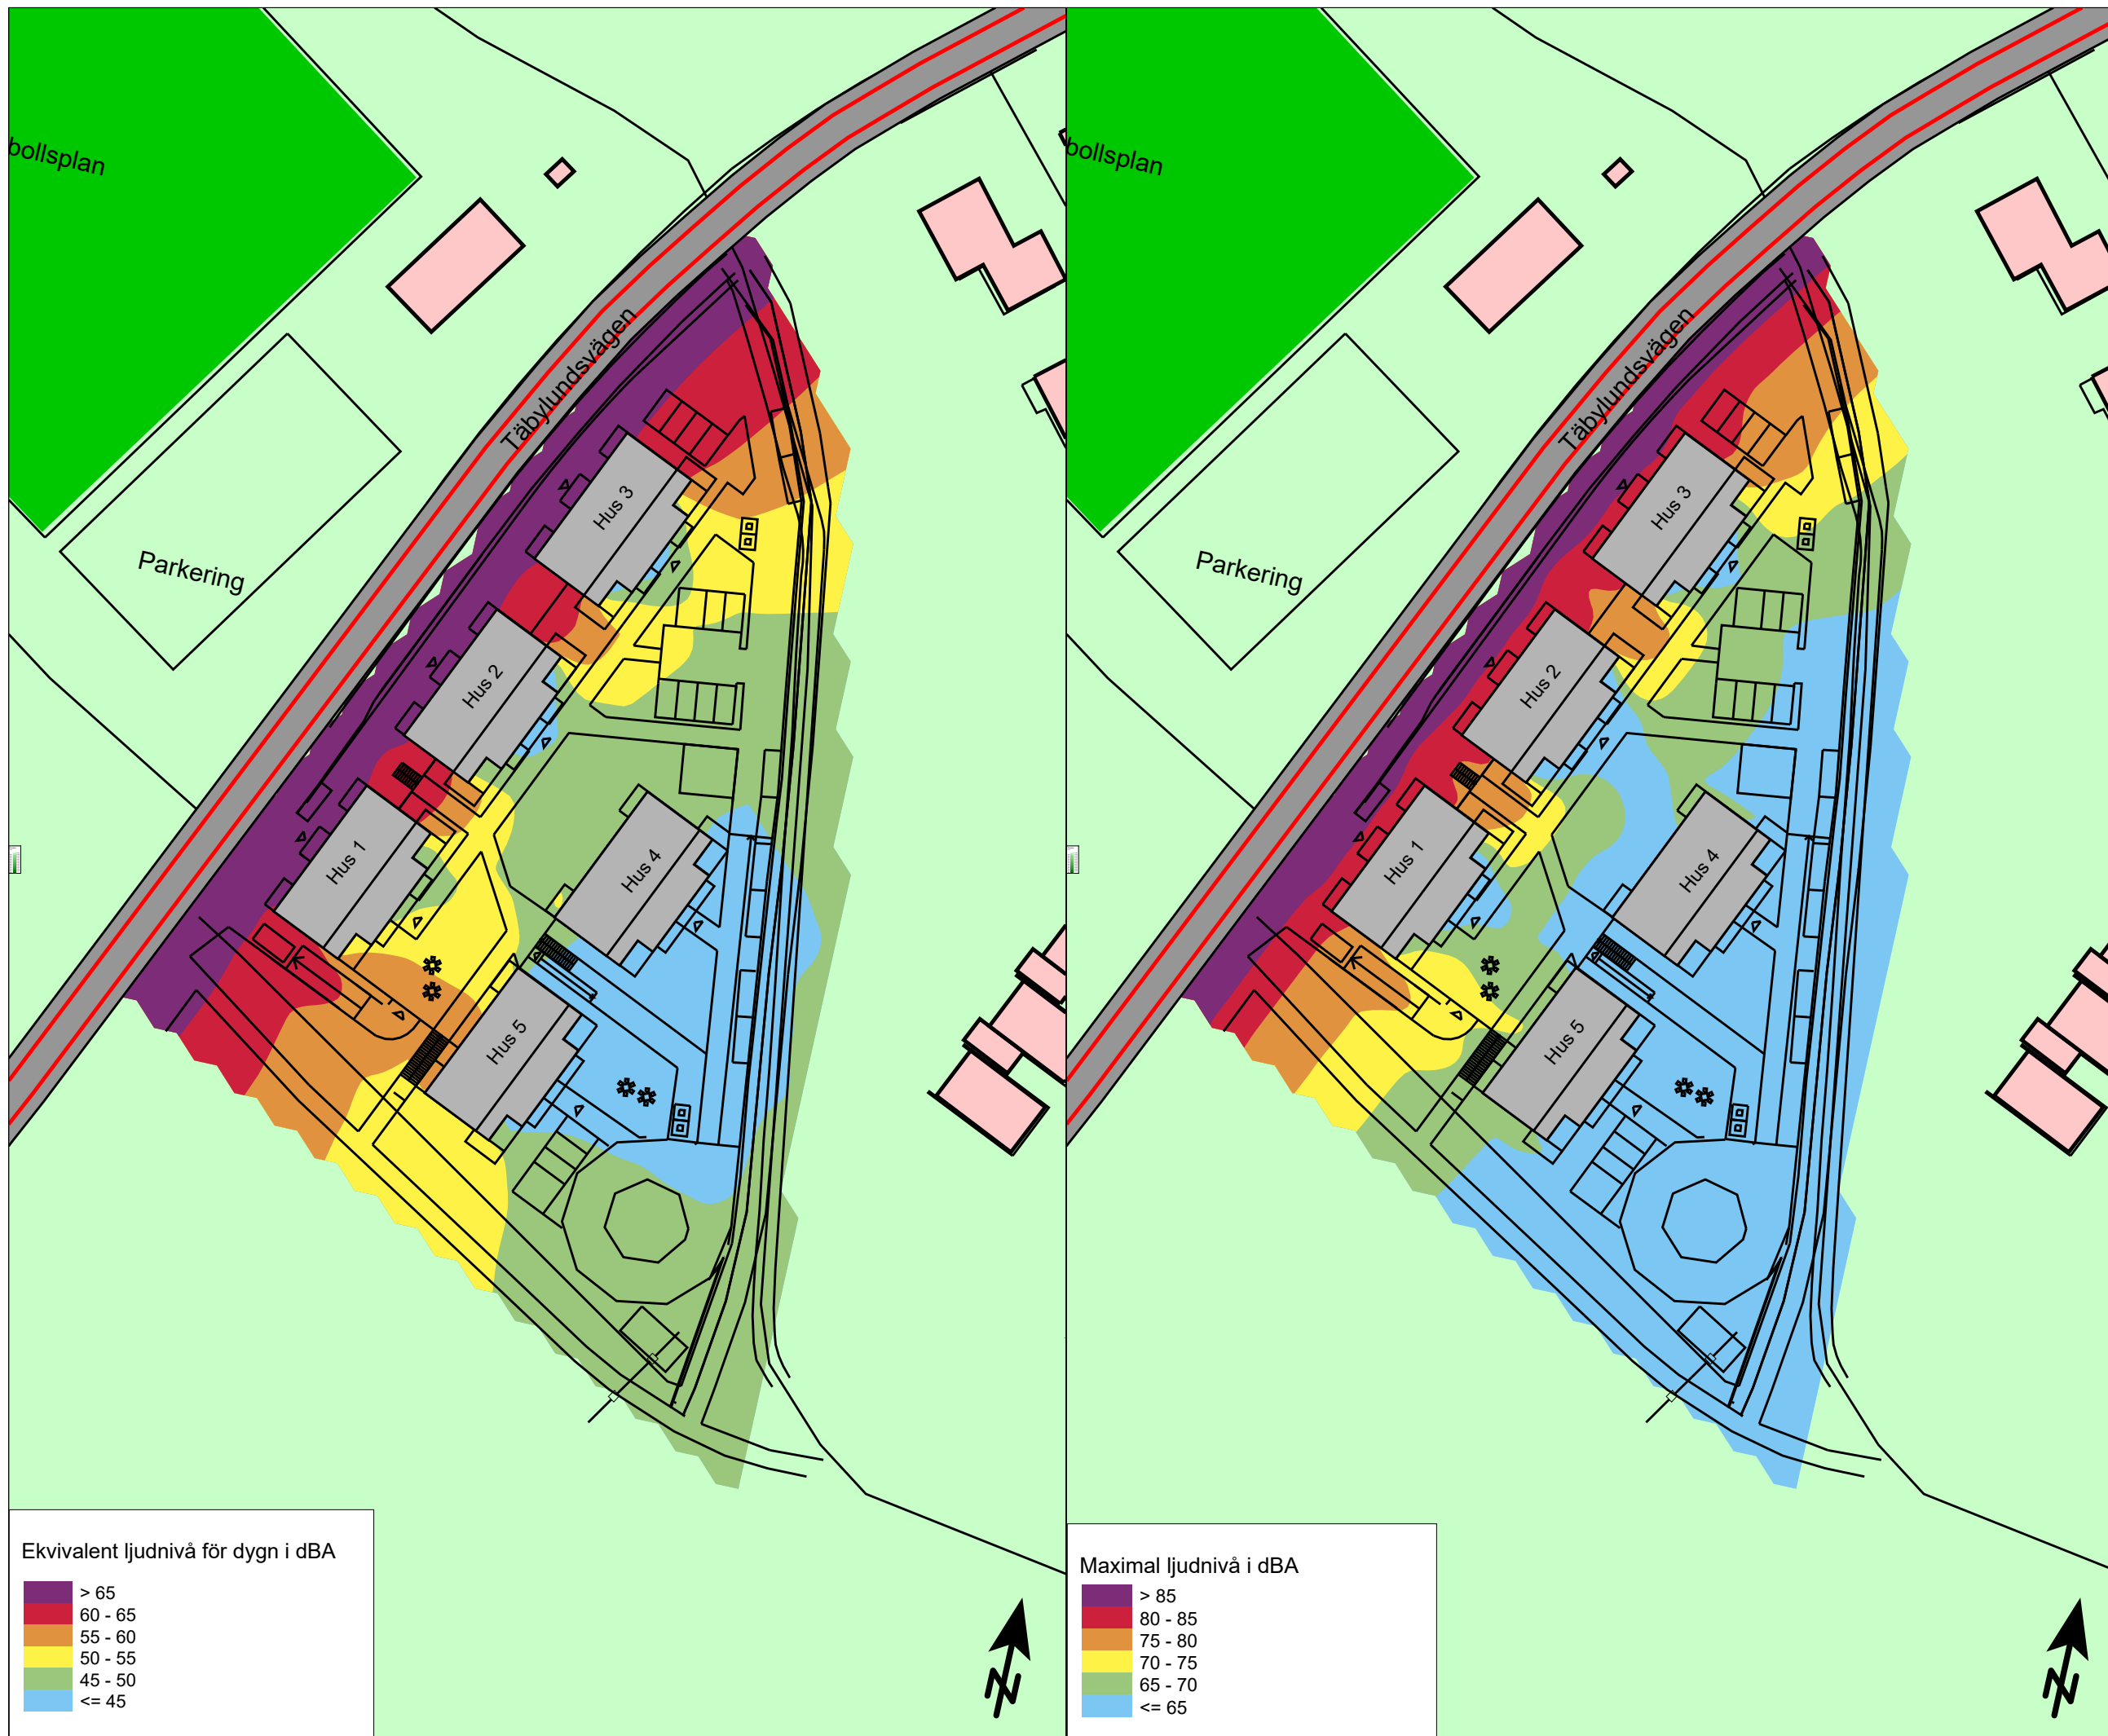 bollsplan
Parkering
Täbylundsvägen
Hus 3
Hus 2
Hus 1
Hus 4
Hus 5
Ekvivalent ljudnivå för dygn i dBA
> 65
60 - 65
55 - 60
50 - 55
45 - 50
<= 45
bollsplan
Parkering
Täbylundsvägen
Hus 3
Hus 2
Hus 1
Hus 4
Hus 5
Maximal ljudnivå i dBA
> 85
80 - 85
75 - 80
70 - 75
65 - 70
<= 65